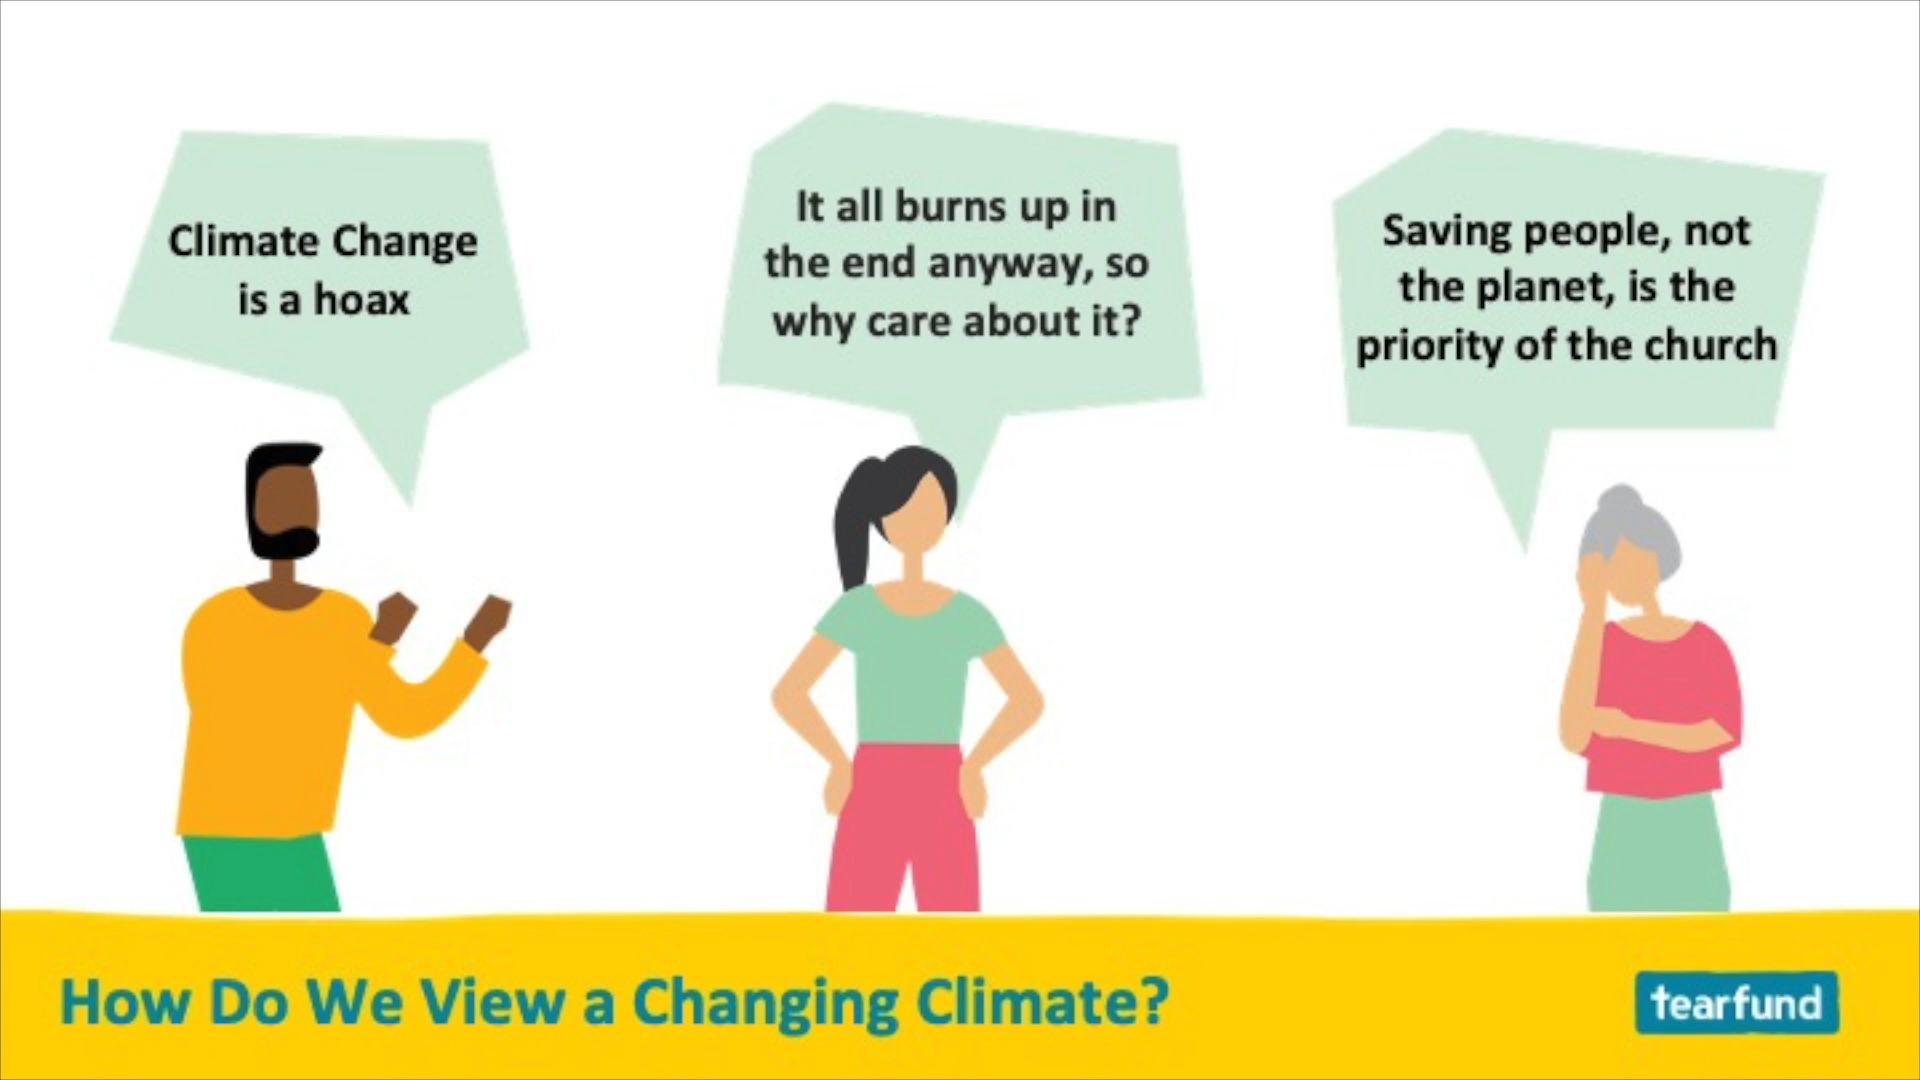 Climate Change
is a hoax
It all burns up in
the end anyway, so
why care about it?
Saving people, not
the planet, is the
priority of the church
How Do We View a Changing Climate?
tearfund